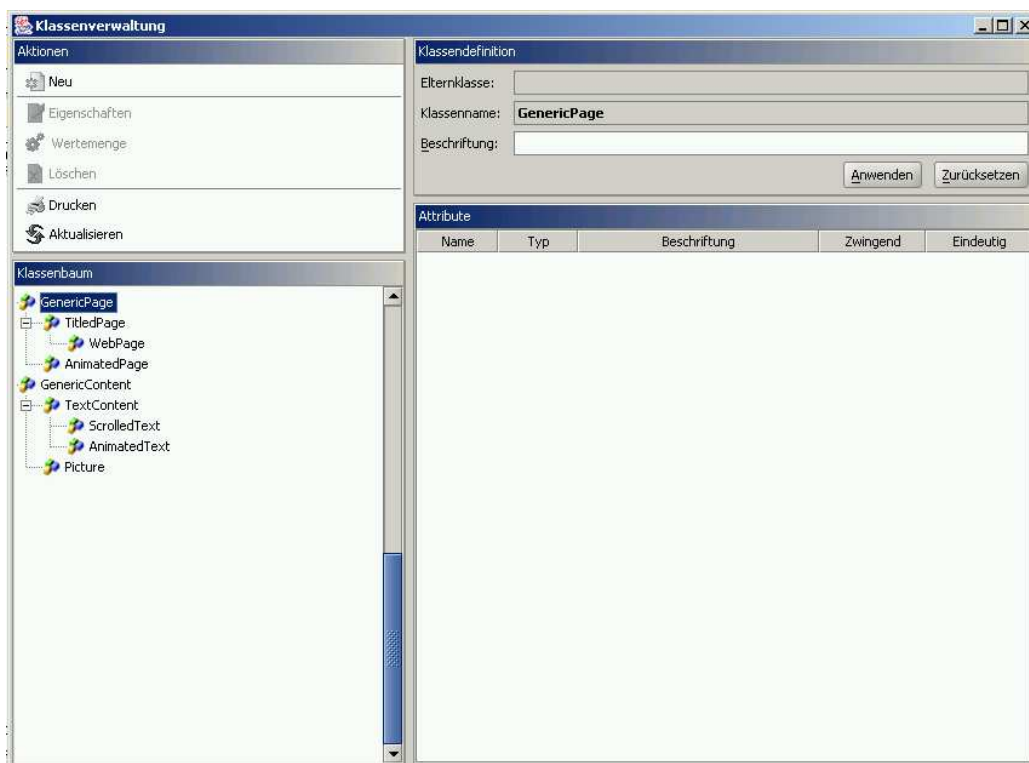 Klassenverwaltung
Aktionen
Neu
Eigenschaften
Wertemenge
Löschen
Drucken
Aktualisieren
Klassenbaum
GenericPage
TitledPage
WebPage
AnimatedPage
GenericContent
TextContent
ScrolledText
AnimatedText
Picture
Klassendefinition
Elternklasse:
Klassenname: GenericPage
Beschriftung:
Anwenden Zurücksetzen
Attribute
Name Typ Beschriftung Zwingend Eindeutig